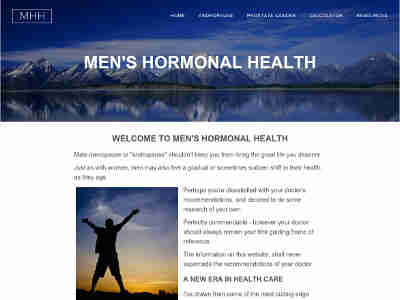 MHH
HOME
ANDROPAUSE
PROSTATE CANCER
CALCULATOR
RESOURCES
MEN'S HORMONAL HEALTH
WELCOME TO MEN'S HORMONAL HEALTH
Male menopause or "andropause" shouldn't keep you from living the great life you deserve.
Just as with women, men may also feel a gradual or sometimes sudden shift in their health
as they age.
Perhaps you're dissatisfied with your doctor's
recommendations, and decided to do some
research of your own.
Perfectly commendable - however your doctor
should always remain your first guiding frame of
reference.
The information on this website, shall never
supercede the recommendations of your doctor.
A NEW ERA IN HEALTH CARE
I've drawn from some of the most cutting edge